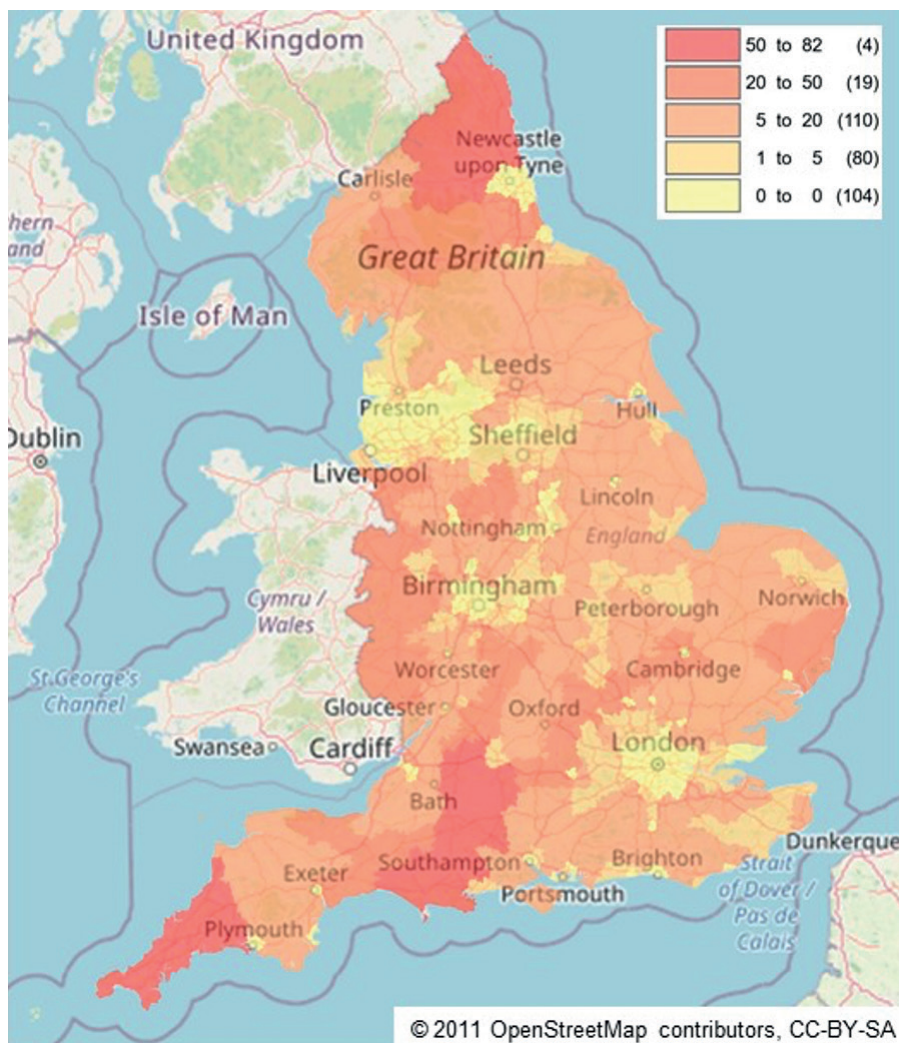 United Kingdom
50 to 82 (4)
20 to 50 (19)
5 to 20 (110)
1 to 5 (80)
0 to 0 (104)
Newcastle
upon Tyne
Carlisle
Great Britain
Isle of Man
Leeds
Preston
Hull
Sheffield
Dublin
Liverpool
Lincoln
Nottingham
England
Birmingham
Cymru /
Wales
Peterborough
Norwich
Worcester
Cambridge
St George's
Channel
Gloucester
Oxford
Swansea
Cardiff
London
Bath
Dunkerque
Exeter
Southampton
Brighton
Strait
of Dover /
Pas de
Calais
Portsmouth
Plymouth
© 2011 OpenStreetMap contributors, CC-BY-SA